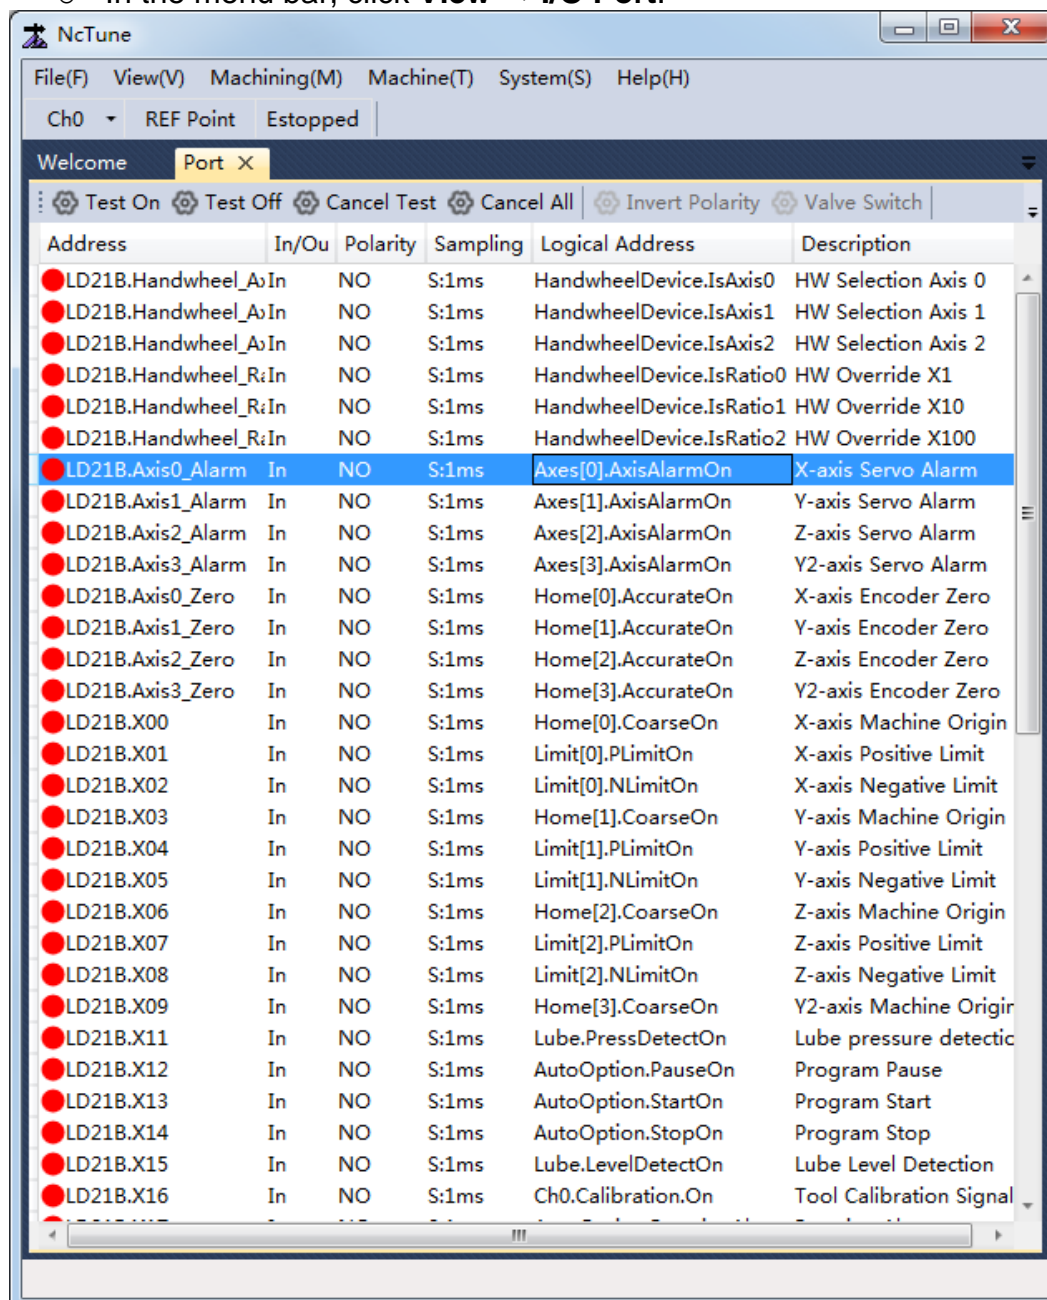 In the menu bar, click View → I/O Port.
NcTune
File(F) View(V) Machining(M) Machine(T) System(S) Help(H)
Ch0 REF Point Estopped
Welcome Port
Test On Test Off Cancel Test Cancel All Invert Polarity Valve Switch
Address In/Ou Polarity Sampling Logical Address Description
LD21B.Handwheel_A In NO S:1ms HandwheelDevice.IsAxis0 HW Selection Axis 0
LD21B.Handwheel_A In NO S:1ms HandwheelDevice.IsAxis1 HW Selection Axis 1
LD21B.Handwheel_A In NO S:1ms HandwheelDevice.IsAxis2 HW Selection Axis 2
LD21B.Handwheel_R In NO S:1ms HandwheelDevice.IsRatio0 HW Override X1
LD21B.Handwheel_R In NO S:1ms HandwheelDevice.IsRatio1 HW Override X10
LD21B.Handwheel_R In NO S:1ms HandwheelDevice.IsRatio2 HW Override X100
LD21B.Axis0_Alarm In NO S:1ms Axes[0].AxisAlarmOn X-axis Servo Alarm
LD21B.Axis1_Alarm In NO S:1ms Axes[1].AxisAlarmOn Y-axis Servo Alarm
LD21B.Axis2_Alarm In NO S:1ms Axes[2].AxisAlarmOn Z-axis Servo Alarm
LD21B.Axis3_Alarm In NO S:1ms Axes[3].AxisAlarmOn Y2-axis Servo Alarm
LD21B.Axis0_Zero In NO S:1ms Home[0].AccurateOn X-axis Encoder Zero
LD21B.Axis1_Zero In NO S:1ms Home[1].AccurateOn Y-axis Encoder Zero
LD21B.Axis2_Zero In NO S:1ms Home[2].AccurateOn Z-axis Encoder Zero
LD21B.Axis3_Zero In NO S:1ms Home[3].AccurateOn Y2-axis Encoder Zero
LD21B.X00 In NO S:1ms Home[0].CoarseOn X-axis Machine Origin
LD21B.X01 In NO S:1ms Limit[0].PLimitOn X-axis Positive Limit
LD21B.X02 In NO S:1ms Limit[0].NLimitOn X-axis Negative Limit
LD21B.X03 In NO S:1ms Home[1].CoarseOn Y-axis Machine Origin
LD21B.X04 In NO S:1ms Limit[1].PLimitOn Y-axis Positive Limit
LD21B.X05 In NO S:1ms Limit[1].NLimitOn Y-axis Negative Limit
LD21B.X06 In NO S:1ms Home[2].CoarseOn Z-axis Machine Origin
LD21B.X07 In NO S:1ms Limit[2].PLimitOn Z-axis Positive Limit
LD21B.X08 In NO S:1ms Limit[2].NLimitOn Z-axis Negative Limit
LD21B.X09 In NO S:1ms Home[3].CoarseOn Y2-axis Machine Origin
LD21B.X11 In NO S:1ms Lube.PressDetectOn Lube pressure detectic
LD21B.X12 In NO S:1ms AutoOption.PauseOn Program Pause
LD21B.X13 In NO S:1ms AutoOption.StartOn Program Start
LD21B.X14 In NO S:1ms AutoOption.StopOn Program Stop
LD21B.X15 In NO S:1ms Lube.LevelDetectOn Lube Level Detection
LD21B.X16 In NO S:1ms Ch0.Calibration.On Tool Calibration Signal